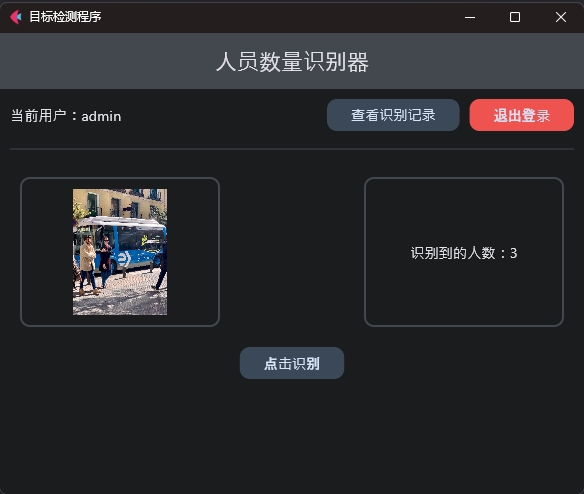 目标检测程序
人员数量识别器
当前用户：admin
查看识别记录
退出登录
识别到的人数：3
点击识别